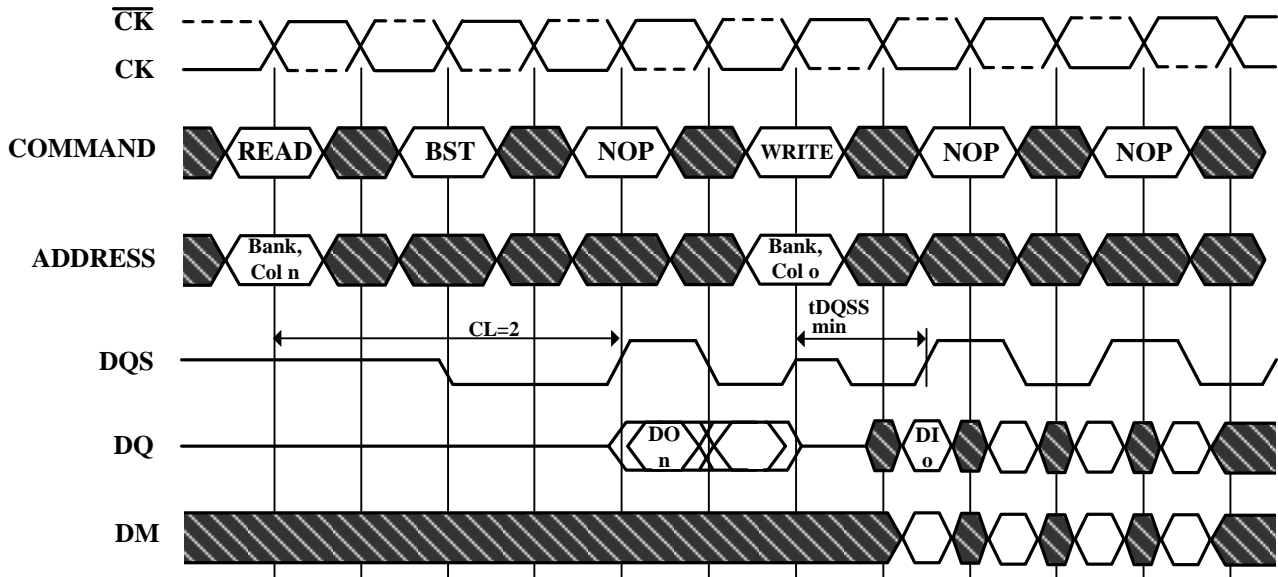 CK
CK
COMMAND
READ
BST
NOP
WRITE
NOP
NOP
ADDRESS
Bank,
Col n
Bank,
Col o
CL=2
tDQSS
min
DQS
DQ
DO
n
DI
o
DM